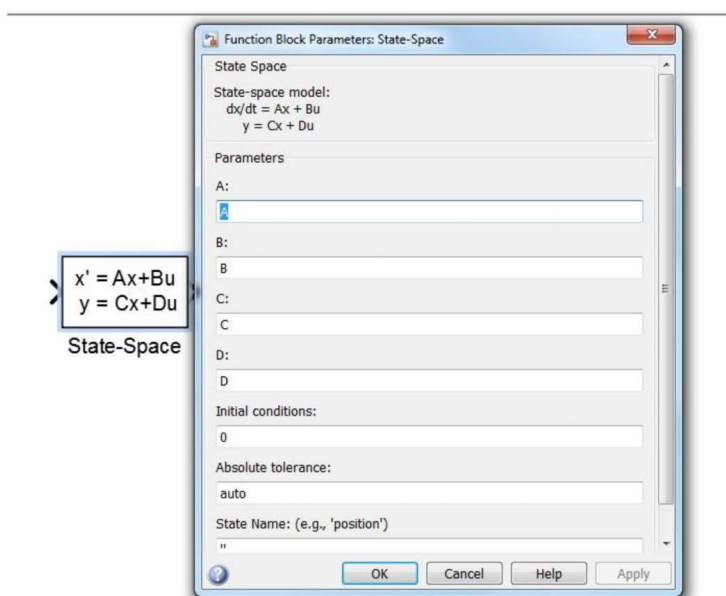 Function Block Parameters: State-Space
State Space
State-space model:
dx/dt = Ax + Bu
y = Cx + Du
Parameters
A:
A
B:
B
C:
C
D:
D
Initial conditions:
0
Absolute tolerance:
auto
State Name: (e.g., 'position')
''
OK Cancel Help Apply
x' = Ax+Bu
y = Cx+Du
State-Space